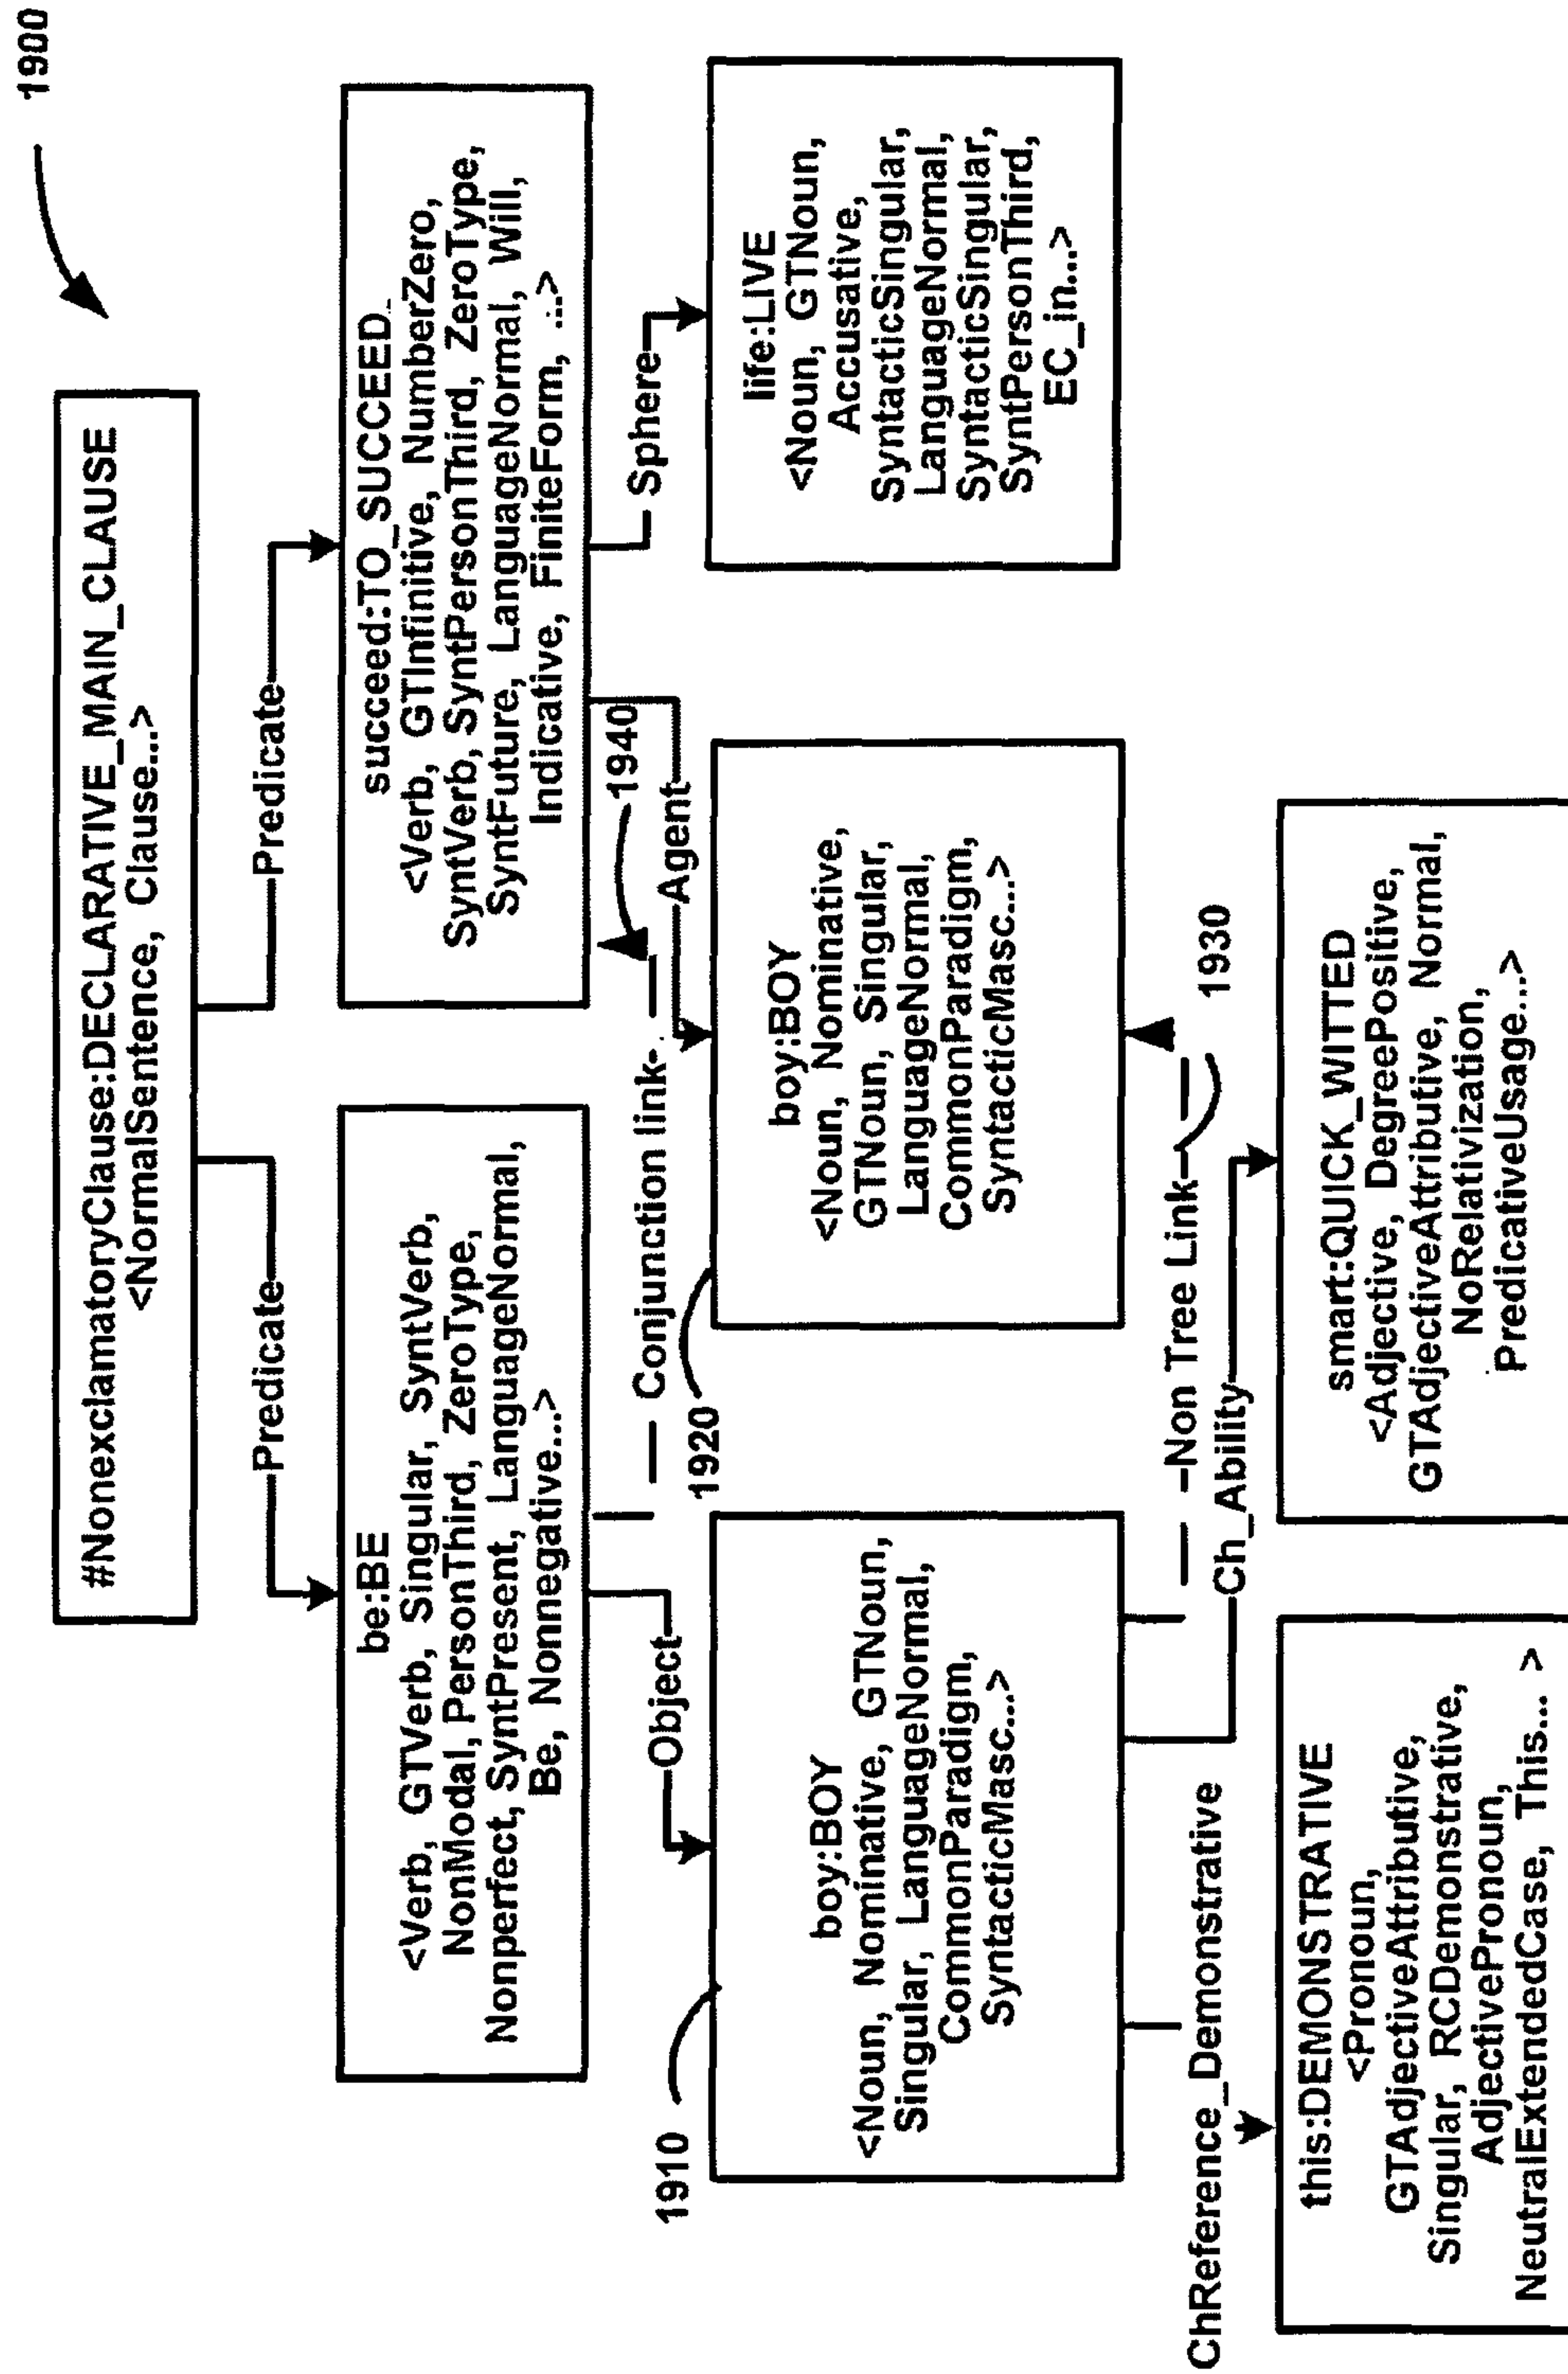 1900
#NonexclamatoryClause:DECLARATIVE_MAIN_CLAUSE
<NormalSentence, Clause...>
Predicate
Predicate
be:BE
<Verb, GTVerb, Singular, SyntVerb,
NonModal, PersonThird, ZeroType,
Nonperfect, SyntPresent, LanguageNormal,
Be, Nonnegative...>
succeed:TO_SUCCEED
<Verb, GTInfinitive, NumberZero,
SyntVerb, SyntPersonThird, ZeroType,
SyntFuture, LanguageNormal, Will,
Indicative, FiniteForm, ...>
Object
Conjunction link
1940
Agent
Sphere
1910
boy:BOY
<Noun, Nominative, GTNoun,
Singular, LanguageNormal,
CommonParadigm,
SyntacticMasc...>
1920
boy:BOY
<Noun, Nominative,
GTNoun, Singular,
LanguageNormal,
CommonParadigm,
SyntacticMasc...>
life:LIVE
<Noun, GTNoun,
Accusative,
SyntacticSingular,
LanguageNormal,
SyntacticSingular,
SyntPersonThird,
EC_in...>
ChReference_Demonstrative
Non Tree Link
1930
Ch_Ability
this:DEMONSTRATIVE
<Pronoun,
GTAdjectiveAttributive,
Singular, RCDemonstrative,
AdjectivePronoun,
NeutralExtendedCase, This... >
smart:QUICK_WITTED
<Adjective, DegreePositive,
GTAdjectiveAttributive, Normal,
NoRelativization,
PredicativeUsage...>